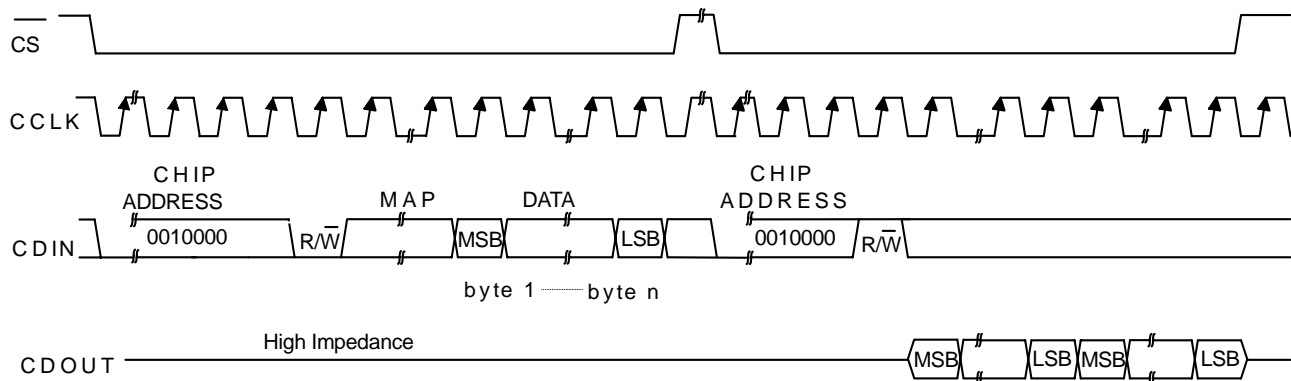 CS
CCLK
CHIP ADDRESS
MAP
DATA
CHIP ADDRESS
CDIN
0010000
R/W
MSB
LSB
0010000
R/W
byte 1 byte n
High Impedance
CDOUT
MSB
LSB
MSB
LSB